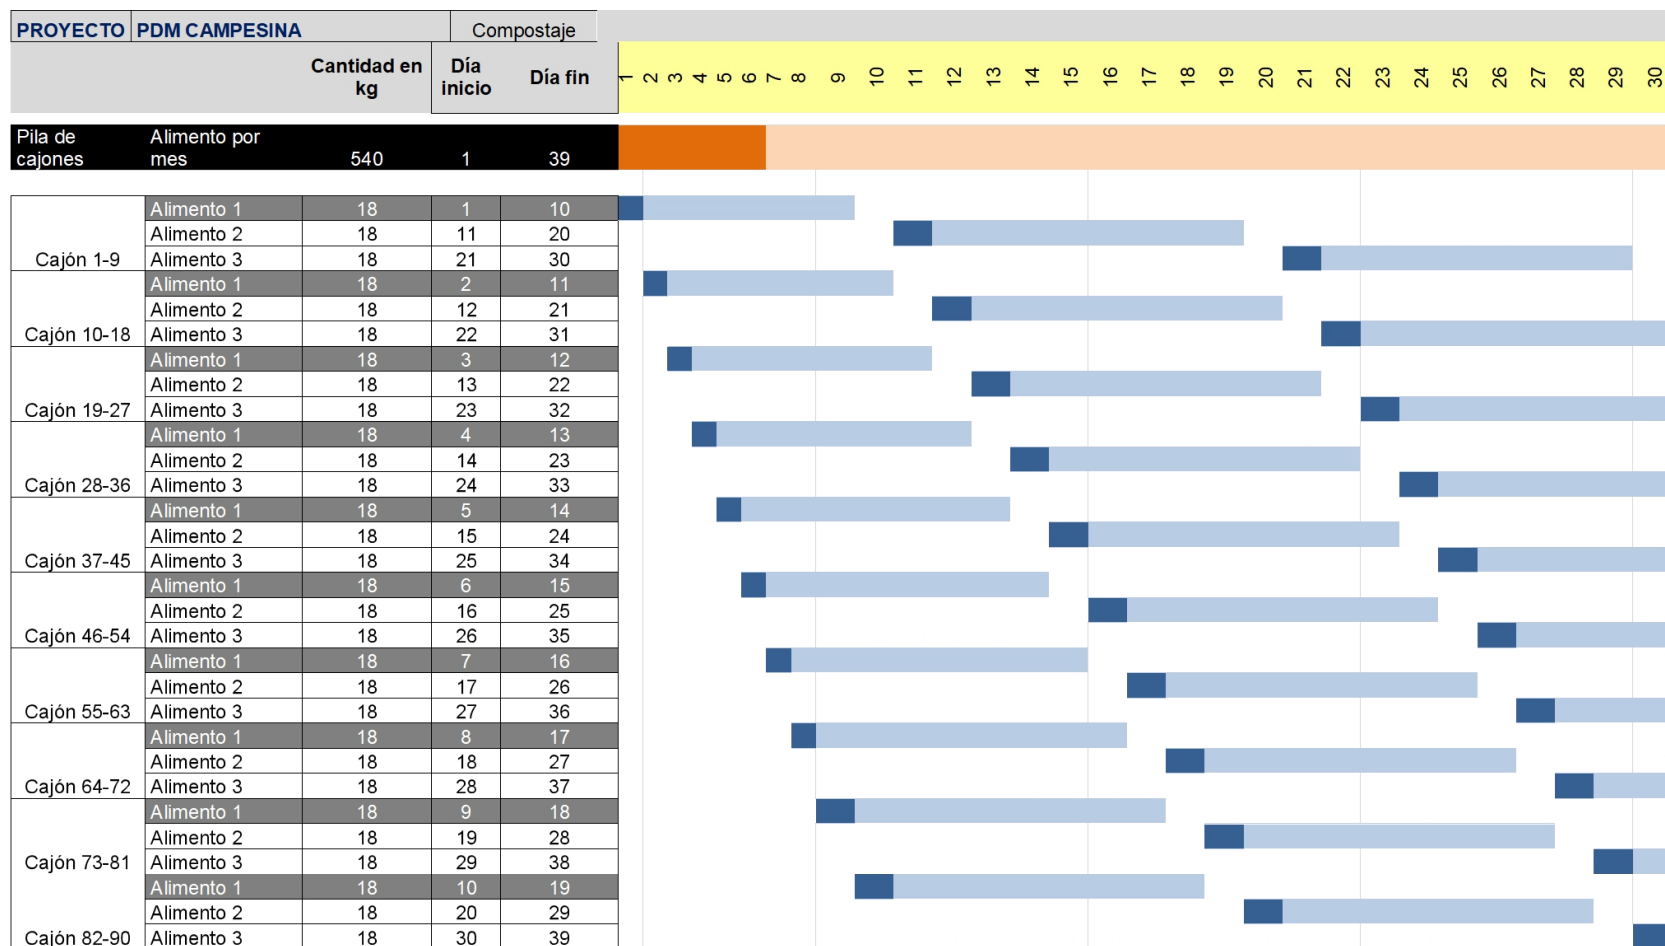 PROYECTO PDM CAMPESINA Compostaje
Cantidad en kg Día inicio Día fin 1 2 3 4 5 6 7 8 9 10 11 12 13 14 15 16 17 18 19 20 21 22 23 24 25 26 27 28 29 30
Pila de cajones Alimento por mes 540 1 39
Alimento 1 18 1 10
Alimento 2 18 11 20
Cajón 1-9 Alimento 3 18 21 30
Alimento 1 18 2 11
Alimento 2 18 12 21
Cajón 10-18 Alimento 3 18 22 31
Alimento 1 18 3 12
Alimento 2 18 13 22
Cajón 19-27 Alimento 3 18 23 32
Alimento 1 18 4 13
Alimento 2 18 14 23
Cajón 28-36 Alimento 3 18 24 33
Alimento 1 18 5 14
Alimento 2 18 15 24
Cajón 37-45 Alimento 3 18 25 34
Alimento 1 18 6 15
Alimento 2 18 16 25
Cajón 46-54 Alimento 3 18 26 35
Alimento 1 18 7 16
Alimento 2 18 17 26
Cajón 55-63 Alimento 3 18 27 36
Alimento 1 18 8 17
Alimento 2 18 18 27
Cajón 64-72 Alimento 3 18 28 37
Alimento 1 18 9 18
Alimento 2 18 19 28
Cajón 73-81 Alimento 3 18 29 38
Alimento 1 18 10 19
Alimento 2 18 20 29
Cajón 82-90 Alimento 3 18 30 39